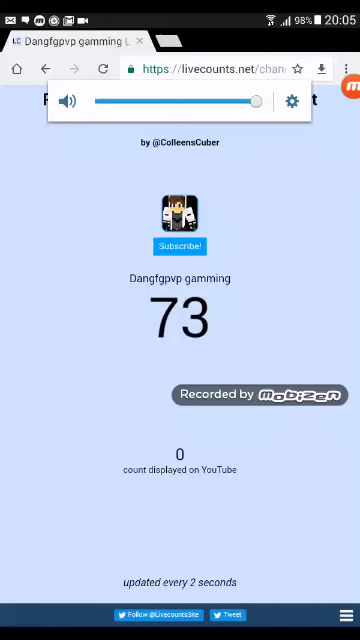 98% 20:05
LC Dangfgpvp gamming L
https://livecounts.net/chan
by @ColleensCuber
Subscribe!
Dangfgpvp gamming
73
Recorded by mobizen
0
count displayed on YouTube
updated every 2 seconds
Follow @LivecountsSite Tweet